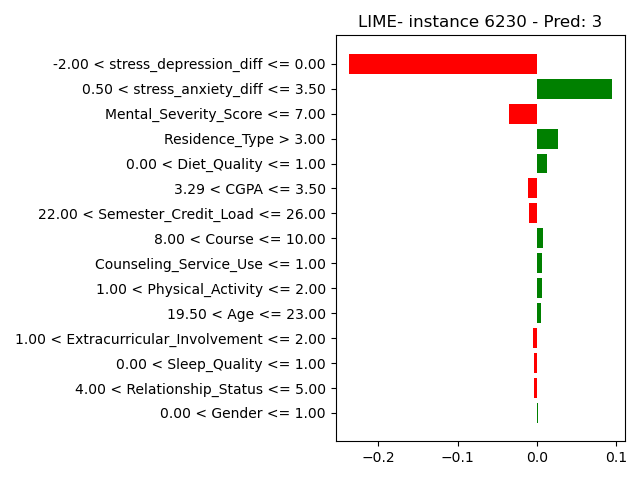 LIME- instance 6230 - Pred: 3
-2.00 < stress_depression_diff <= 0.00
0.50 < stress_anxiety_diff <= 3.50
Mental_Severity_Score <= 7.00
Residence_Type > 3.00
0.00 < Diet_Quality <= 1.00
3.29 < CGPA <= 3.50
22.00 < Semester_Credit_Load <= 26.00
8.00 < Course <= 10.00
Counseling_Service_Use <= 1.00
1.00 < Physical_Activity <= 2.00
19.50 < Age <= 23.00
1.00 < Extracurricular_Involvement <= 2.00
0.00 < Sleep_Quality <= 1.00
4.00 < Relationship_Status <= 5.00
0.00 < Gender <= 1.00
−0.2 −0.1 0.0 0.1